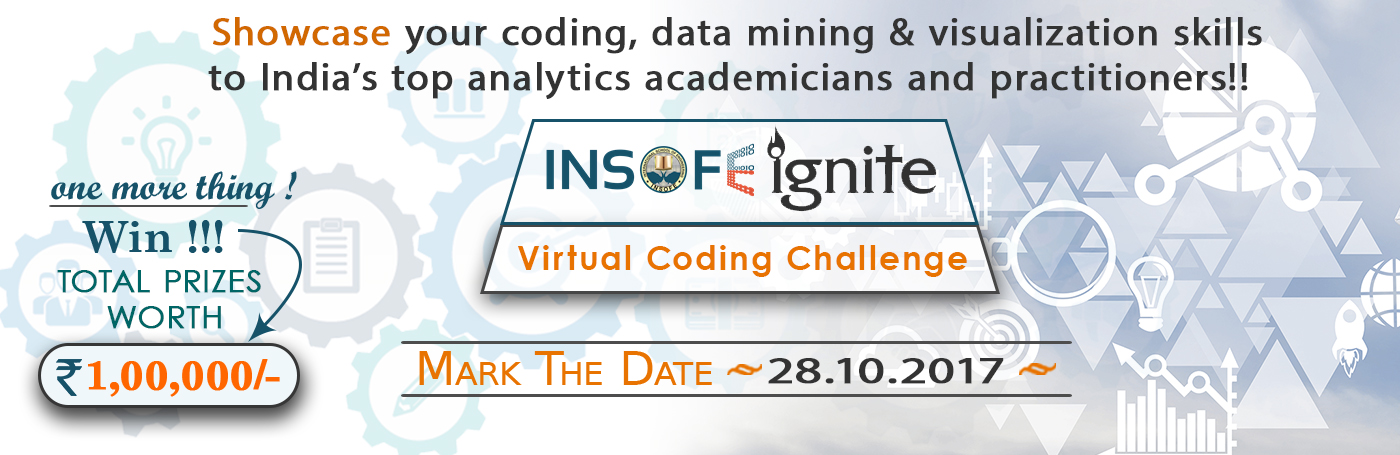 Showcase your coding, data mining & visualization skills
to India's top analytics academicians and practitioners!!
INSOFE ignite
Virtual Coding Challenge
one more thing !
Win !!!
TOTAL PRIZES
WORTH
₹1,00,000/-
MARK THE DATE ~ 28.10.2017 ~